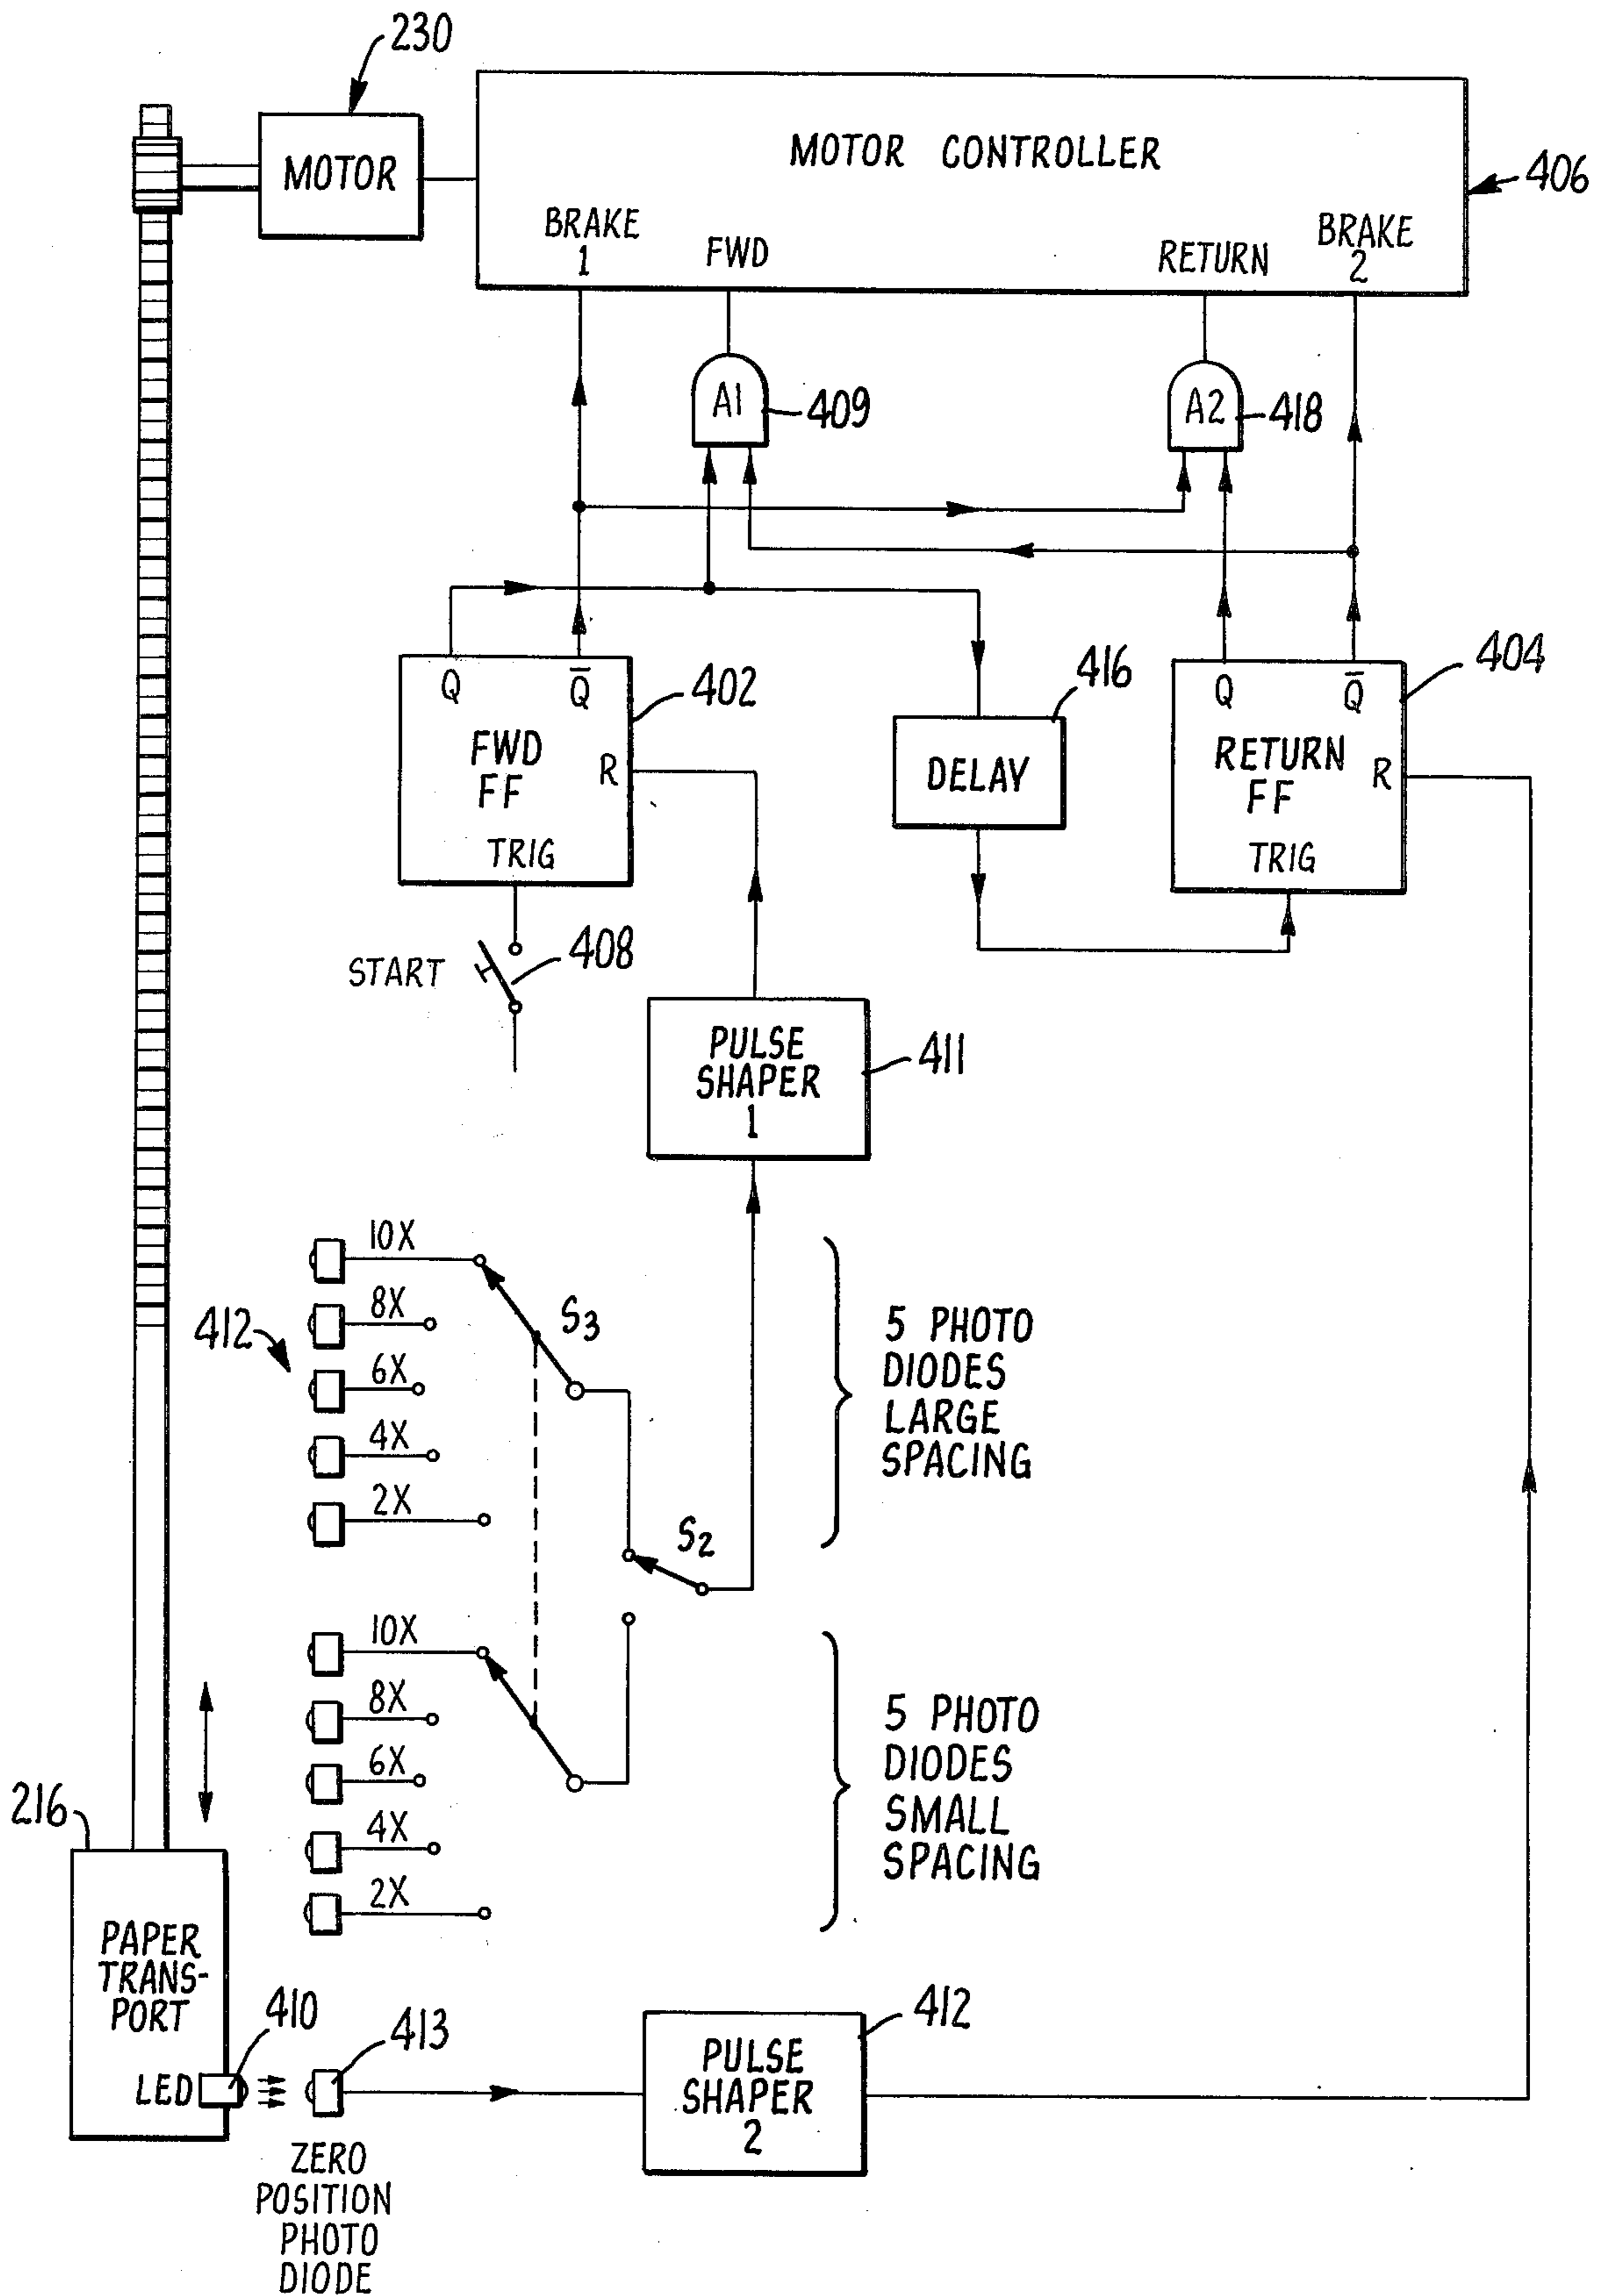 230
MOTOR
MOTOR CONTROLLER
406
BRAKE
1
FWD
RETURN
BRAKE
2
A1
409
A2
418
Q
Q̅
402
FWD
FF
R
TRIG
416
DELAY
Q
Q̅
404
RETURN
FF
R
TRIG
START
408
PULSE
SHAPER
1
411
412
10X
8X
6X
4X
2X
S3
S2
5 PHOTO
DIODES
LARGE
SPACING
10X
8X
6X
4X
2X
5 PHOTO
DIODES
SMALL
SPACING
216
PAPER
TRANS-
PORT
LED
410
413
ZERO
POSITION
PHOTO
DIODE
PULSE
SHAPER
2
412